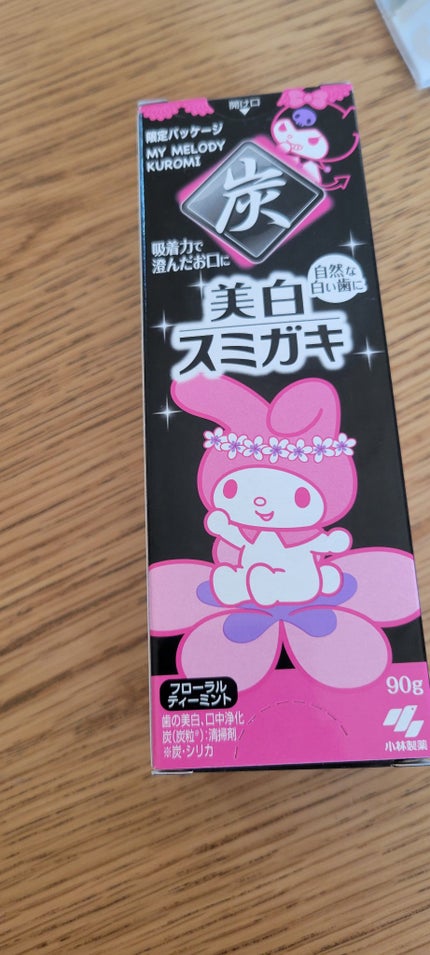 開け口
限定パッケージ
MY MELODY
KUROMI
炭
吸着力で
澄んだお口に
自然な
白い歯に
美白
スミガキ
フローラル
ティーミント
90g
歯の美白、口中浄化
炭(炭粒※):清掃剤
※炭・シリカ
小林製薬